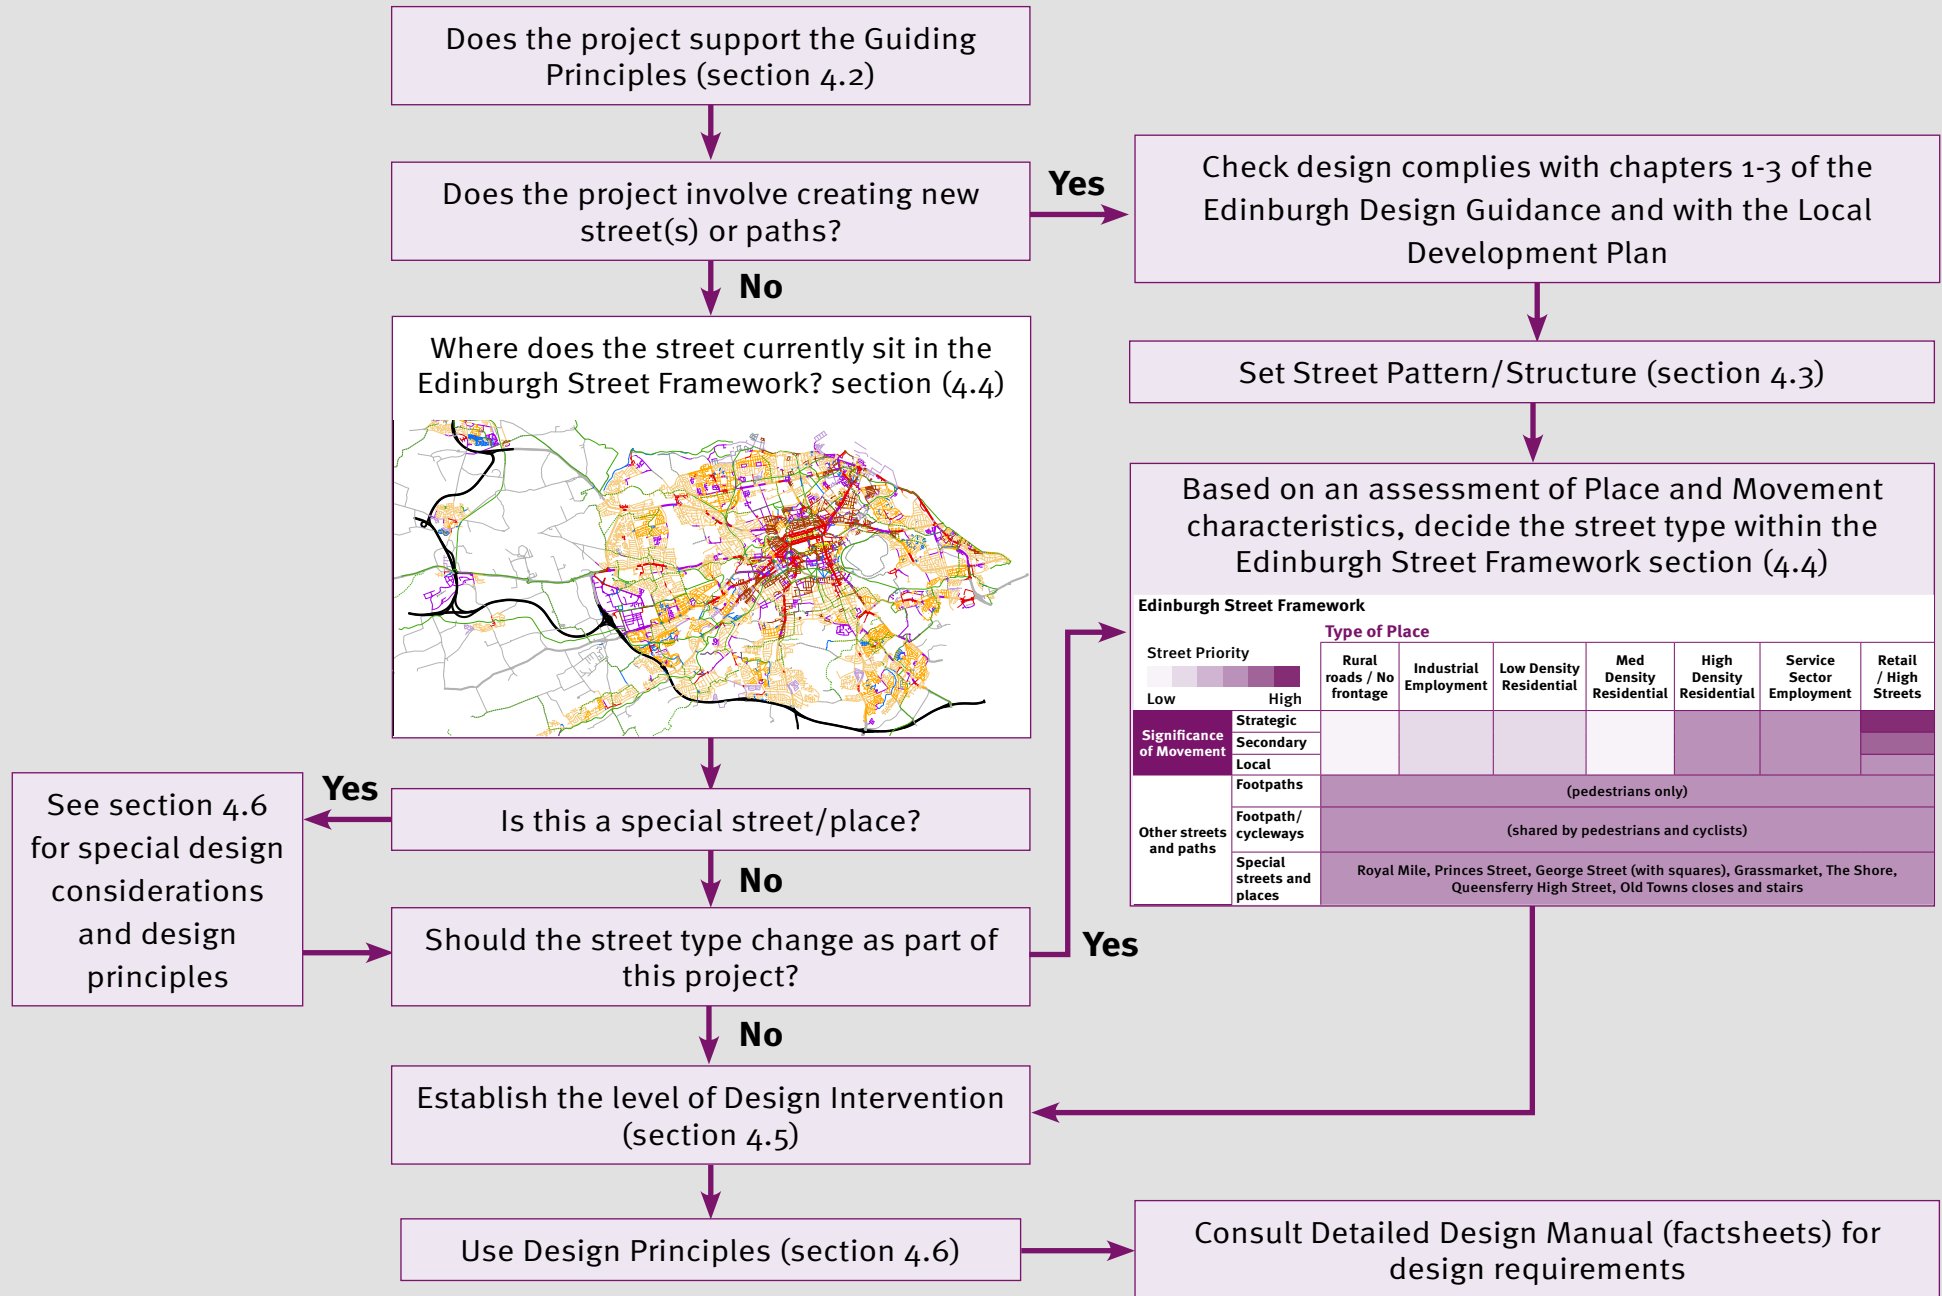 Does the project support the Guiding
Principles (section 4.2)
Does the project involve creating new
street(s) or paths?
Yes
Check design complies with chapters 1-3 of the
Edinburgh Design Guidance and with the Local
Development Plan
No
Where does the street currently sit in the
Edinburgh Street Framework? section (4.4)
Set Street Pattern/Structure (section 4.3)
Based on an assessment of Place and Movement
characteristics, decide the street type within the
Edinburgh Street Framework section (4.4)
Edinburgh Street Framework
Type of Place
Street Priority
Low High
Rural
roads / No
frontage
Industrial
Employment
Low Density
Residential
Med
Density
Residential
High
Density
Residential
Service
Sector
Employment
Retail
/ High
Streets
Significance
of Movement
Strategic
Secondary
Local
Other streets
and paths
Footpaths
(pedestrians only)
Footpath/
cycleways
(shared by pedestrians and cyclists)
Special
streets and
places
Royal Mile, Princes Street, George Street (with squares), Grassmarket, The Shore,
Queensferry High Street, Old Towns closes and stairs
Is this a special street/place?
Yes
See section 4.6
for special design
considerations
and design
principles
No
Should the street type change as part of
this project?
Yes
No
Establish the level of Design Intervention
(section 4.5)
Use Design Principles (section 4.6)
Consult Detailed Design Manual (factsheets) for
design requirements